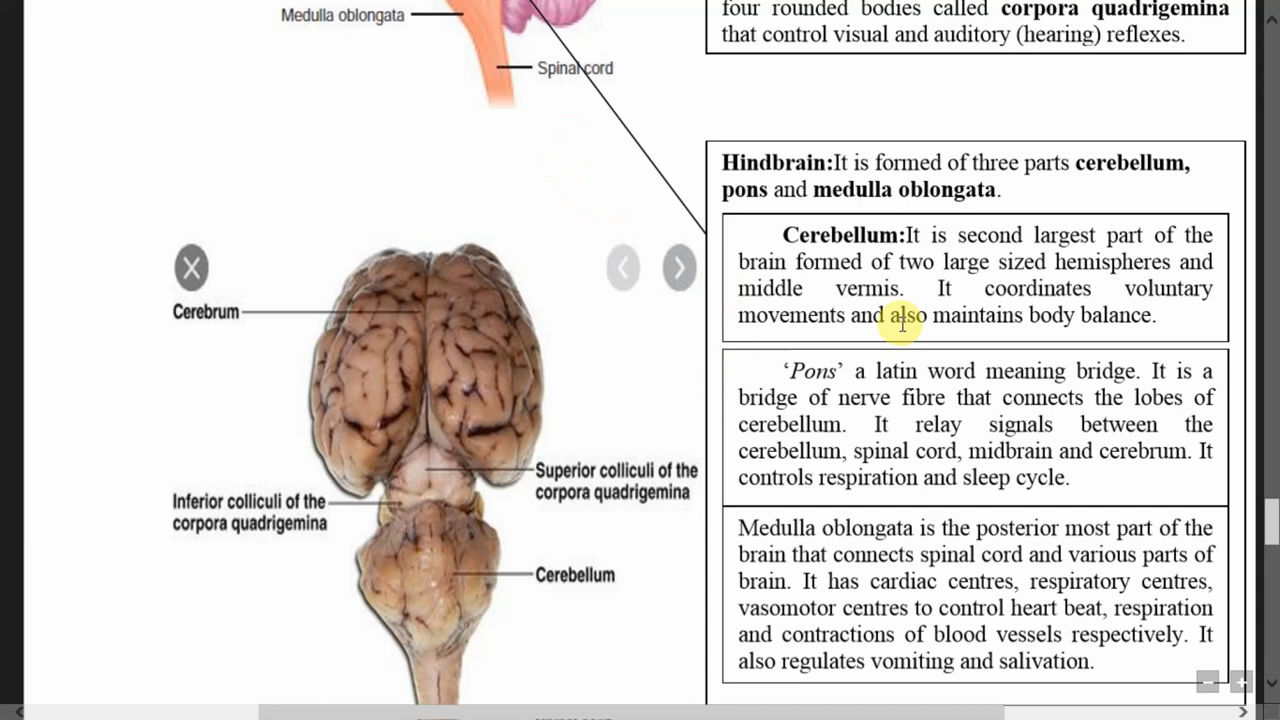 Medulla oblongata
Spinal cord
four rounded bodies called corpora quadrigemina
that control visual and auditory (hearing) reflexes.
Hindbrain:It is formed of three parts cerebellum,
pons and medulla oblongata.
Cerebellum:It is second largest part of the
brain formed of two large sized hemispheres and
middle vermis. It coordinates voluntary
movements and also maintains body balance.
‘Pons’ a latin word meaning bridge. It is a
bridge of nerve fibre that connects the lobes of
cerebellum. It relay signals between the
cerebellum, spinal cord, midbrain and cerebrum. It
controls respiration and sleep cycle.
Medulla oblongata is the posterior most part of the
brain that connects spinal cord and various parts of
brain. It has cardiac centres, respiratory centres,
vasomotor centres to control heart beat, respiration
and contractions of blood vessels respectively. It
also regulates vomiting and salivation.
Cerebrum
Superior colliculi of the
corpora quadrigemina
Inferior colliculi of the
corpora quadrigemina
Cerebellum